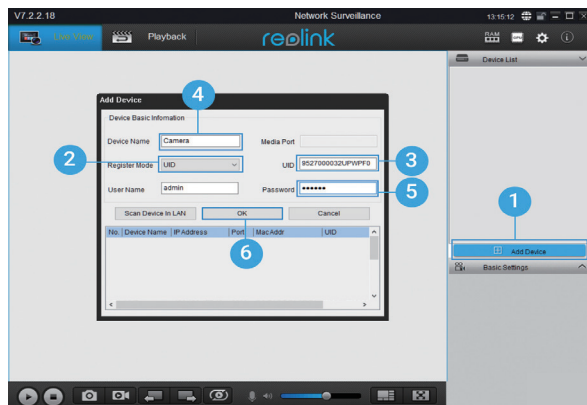 V7.2.2.18 Network Surveillance 13:15:12
Live View Playback reolink RAM
Device List
Add Device
4
Device Basic Information
Device Name Camera Media Port
2
Register Mode UID UID 9527000032UPWPF0 3
User Name admin Password •••••• 5
1
Scan Device In LAN OK Cancel
No. Device Name IP Address Port MacAddr UID
6
Add Device
Basic Settings